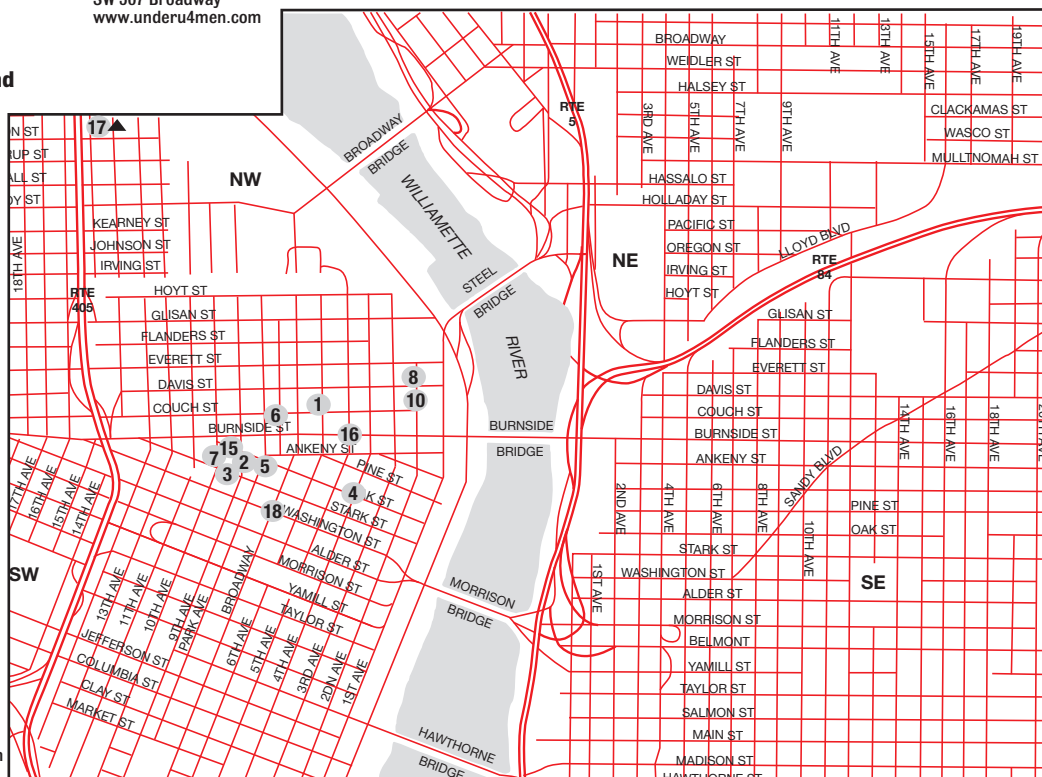 www.underu4men.com
BROADWAY
WEIDLER ST
HALSEY ST
11TH AVE
13TH AVE
15TH AVE
17TH AVE
19TH AVE
RTE
5
3RD AVE
5TH AVE
7TH AVE
9TH AVE
CLACKAMAS ST
WASCO ST
MULLTNOMAH ST
17
NW
BROADWAY
BRIDGE
WILLIAMETTE
RIVER
STEEL
BRIDGE
HASSALO ST
HOLLADAY ST
PACIFIC ST
OREGON ST
IRVING ST
HOYT ST
NE
LLOYD BLVD
RTE
84
KEARNEY ST
JOHNSON ST
IRVING ST
18TH AVE
RTE
405
HOYT ST
GLISAN ST
FLANDERS ST
EVERETT ST
DAVIS ST
COUCH ST
BURNSIDE ST
8
10
1
6
16
15
7
2
5
3
4
18
GLISAN ST
FLANDERS ST
EVERETT ST
DAVIS ST
COUCH ST
BURNSIDE ST
ANKENY ST
14TH AVE
16TH AVE
18TH AVE
BURNSIDE
BRIDGE
PINE ST
STARK ST
WASHINGTON ST
ALDER ST
MORRISON ST
YAMILL ST
TAYLOR ST
17TH AVE
16TH AVE
15TH AVE
14TH AVE
SW
13TH AVE
11TH AVE
10TH AVE
9TH AVE
PARK AVE
BROADWAY
6TH AVE
5TH AVE
4TH AVE
3RD AVE
2DN AVE
1ST AVE
JEFFERSON ST
COLUMBIA ST
CLAY ST
MARKET ST
MORRISON
BRIDGE
HAWTHORNE
BRIDGE
2ND AVE
4TH AVE
6TH AVE
8TH AVE
10TH AVE
SANDY BLVD
PINE ST
OAK ST
STARK ST
1ST AVE
WASHINGTON ST
ALDER ST
SE
MORRISON ST
BELMONT
YAMILL ST
TAYLOR ST
SALMON ST
MAIN ST
MADISON ST